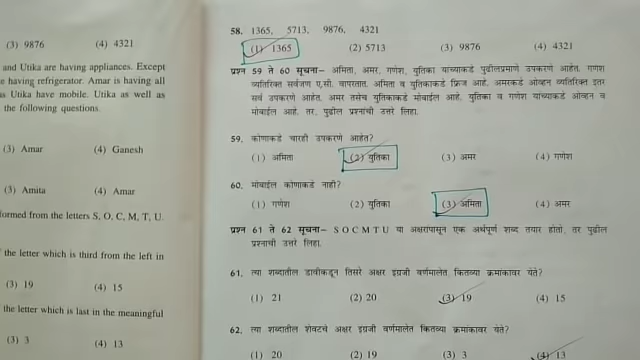 (3) 9876 (4) 4321
and Utika are having appliances. Except
e having refrigerator. Amar is having all
s Utika have mobile. Utika as well as
the following questions.
(3) Amar (4) Ganesh
(3) Amita (4) Amar
formed from the letters S, O, C, M, T, U.
the letter which is third from the left in
(3) 19 (4) 15
the letter which is last in the meaningful
(3) 3 (4) 13
58. 1365, 5713, 9876, 4321
(1) 1365 (2) 5713 (3) 9876 (4) 4321
प्रश्न 59 ते 60 सूचना– अमिता, अमर, गणेश, युतिका यांच्याकडे पुढीलप्रमाणे उपकरणे आहेत. गणेश
व्यतिरिक्त सर्वजण ए.सी. वापरतात. अमिता व युतिकाकडे फ्रिज आहे. अमरकडे ओव्हन व्यतिरिक्त इतर
सर्व उपकरणे आहेत. अमर तसेच युतिकाकडे मोबाईल आहे. युतिका व गणेश यांच्याकडे ओव्हन व
मोबाईल आहे. तर, पुढील प्रश्नांची उत्तरे लिहा.
59. कोणाकडे चारही उपकरणे आहेत?
(1) अमिता (2) युतिका (3) अमर (4) गणेश
60. मोबाईल कोणाकडे नाही?
(1) गणेश (2) युतिका (3) अमिता (4) अमर
प्रश्न 61 ते 62 सूचना– S O C M T U या अक्षरांपासून एक अर्थपूर्ण शब्द तयार होतो, तर पुढील
प्रश्नाची उत्तरे लिहा.
61. त्या शब्दातील डावीकडून तिसरे अक्षर इंग्रजी वर्णमालेत कितव्या क्रमांकावर येते?
(1) 21 (2) 20 (3) 19 (4) 15
62. त्या शब्दातील शेवटचे अक्षर इंग्रजी वर्णमालेत कितव्या क्रमांकावर येते?
(1) 20 (2) 19 (3) 3 (4) 13